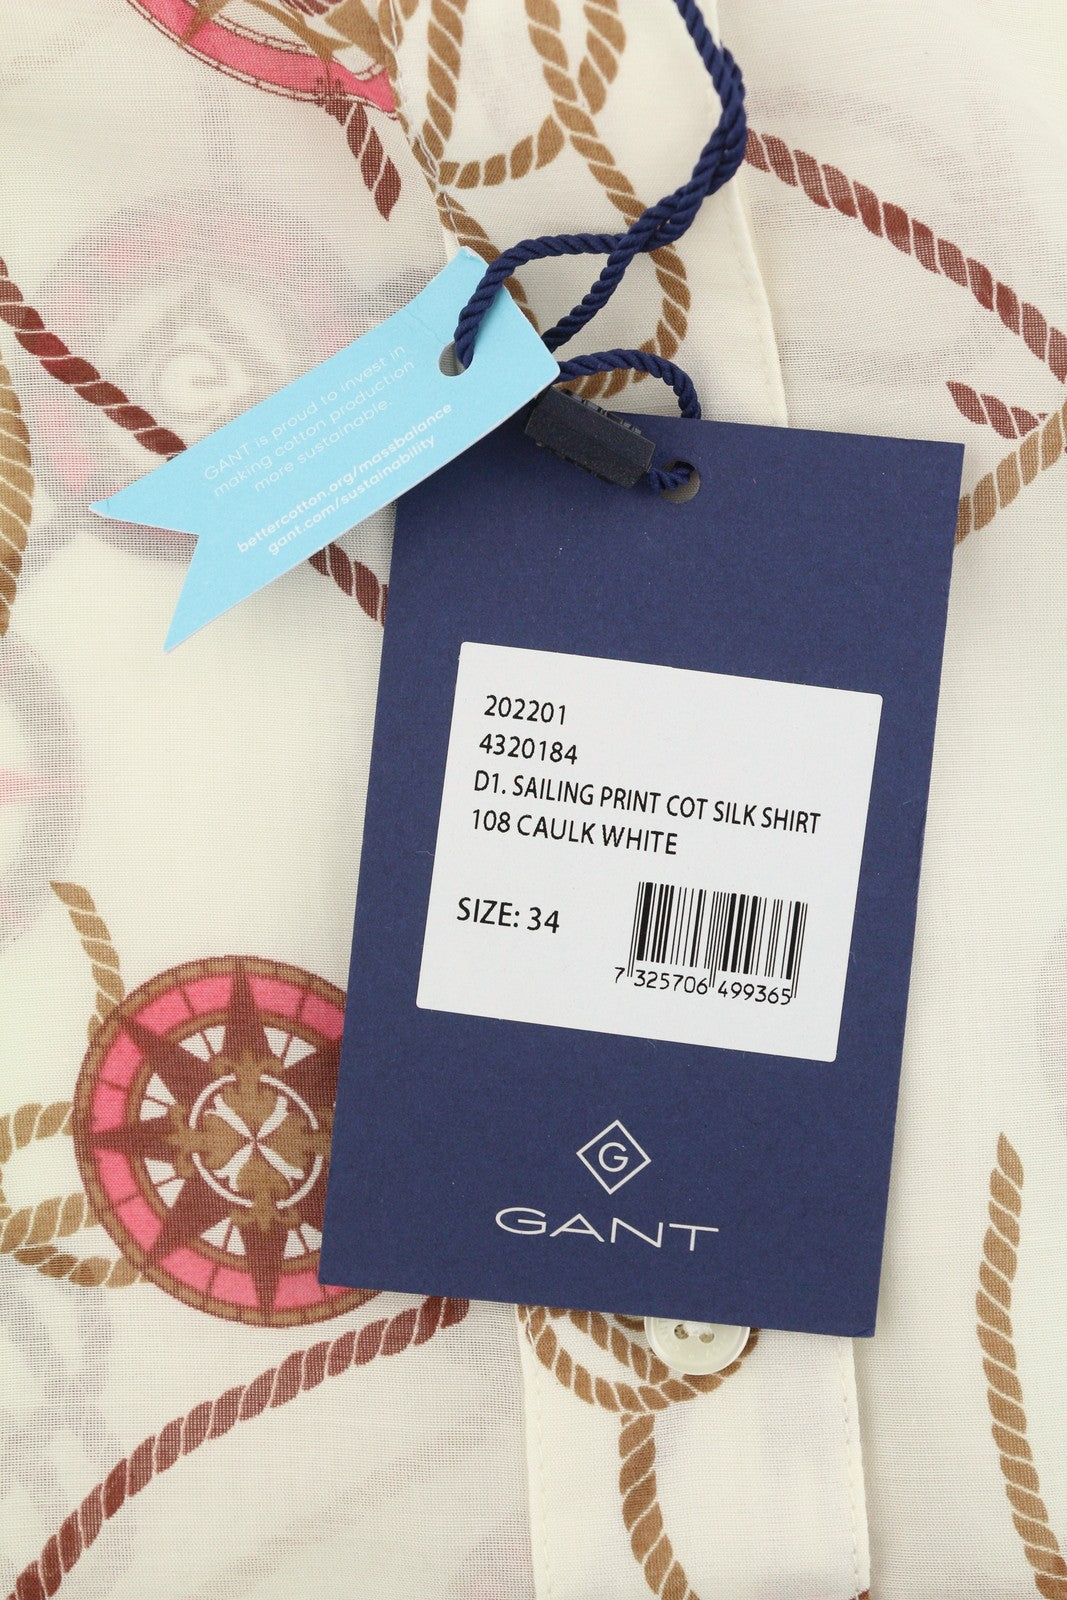 GANT is proud to invest in
making cotton production
more sustainable.
bettercotton.org/massbalance
gant.com/sustainability
202201
4320184
D1. SAILING PRINT COT SILK SHIRT
108 CAULK WHITE
SIZE: 34
7 325706 499365
G
GANT